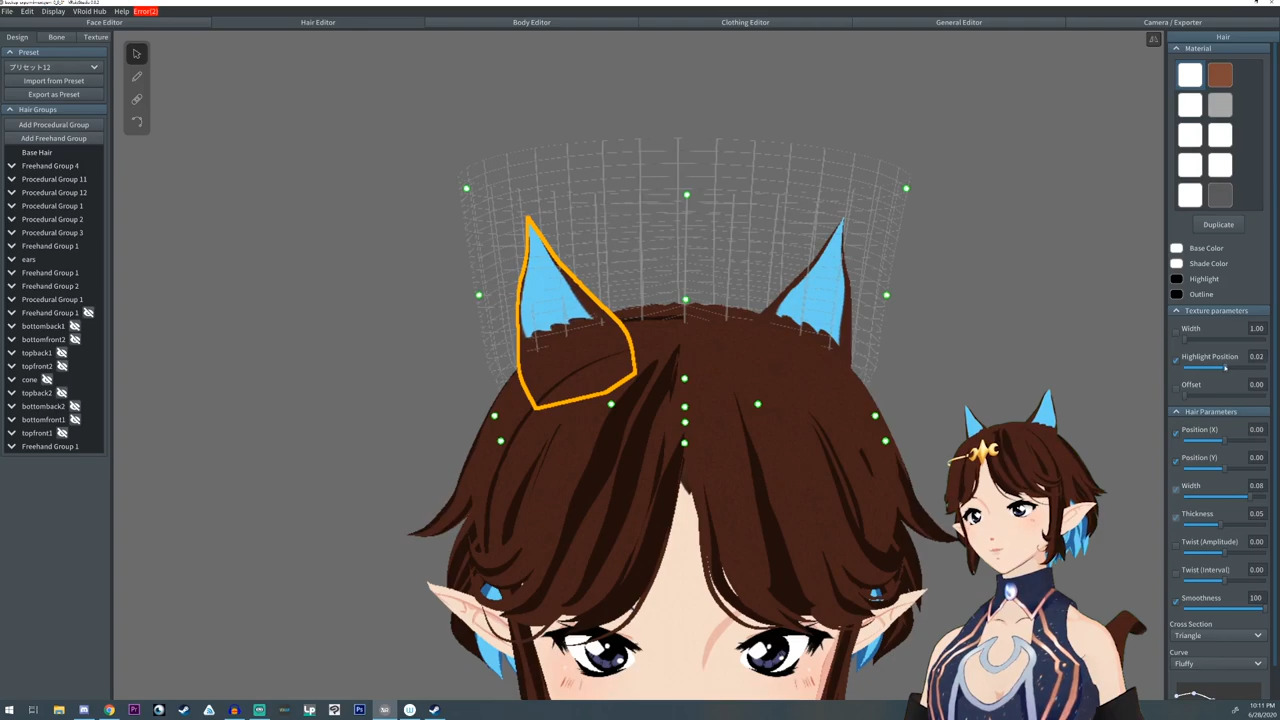 File Edit Display VRoid Hub Help Error(2)
Face Editor Hair Editor Body Editor Clothing Editor General Editor Camera / Exporter
Design Bone Texture
Preset
プリセット12
Import from Preset
Export as Preset
Hair Groups
Add Procedural Group
Add Freehand Group
Base Hair
Freehand Group 4
Procedural Group 11
Procedural Group 12
Procedural Group 1
Procedural Group 2
Procedural Group 3
Freehand Group 1
ears
Freehand Group 1
Freehand Group 2
Procedural Group 1
Freehand Group 1
bottomback1
bottomfront2
topback1
topfront2
cone
topback2
bottomback2
bottomfront1
topfront1
Freehand Group 1
Hair
Material
Duplicate
Base Color
Shade Color
Highlight
Outline
Texture parameters
Width 1.00
Highlight Position 0.02
Offset 0.00
Hair Parameters
Position (X) 0.00
Position (Y) 0.00
Width 0.08
Thickness 0.05
Twist (Amplitude) 0.00
Twist (Interval) 0.00
Smoothness 100
Cross Section
Triangle
Curve
Fluffy
10:11 PM
6/28/2020